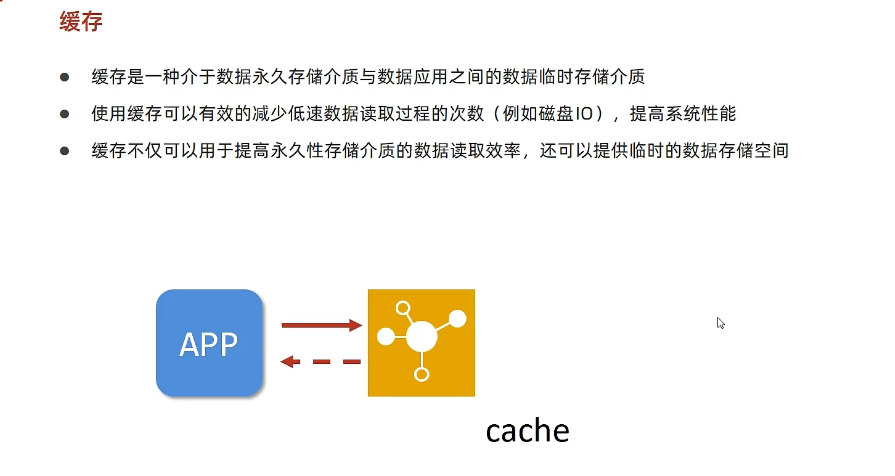 缓存
● 缓存是一种介于数据永久存储介质与数据应用之间的数据临时存储介质
● 使用缓存可以有效的减少低速数据读取过程的次数（例如磁盘IO），提高系统性能
● 缓存不仅可以用于提高永久性存储介质的数据读取效率，还可以提供临时的数据存储空间
APP
cache